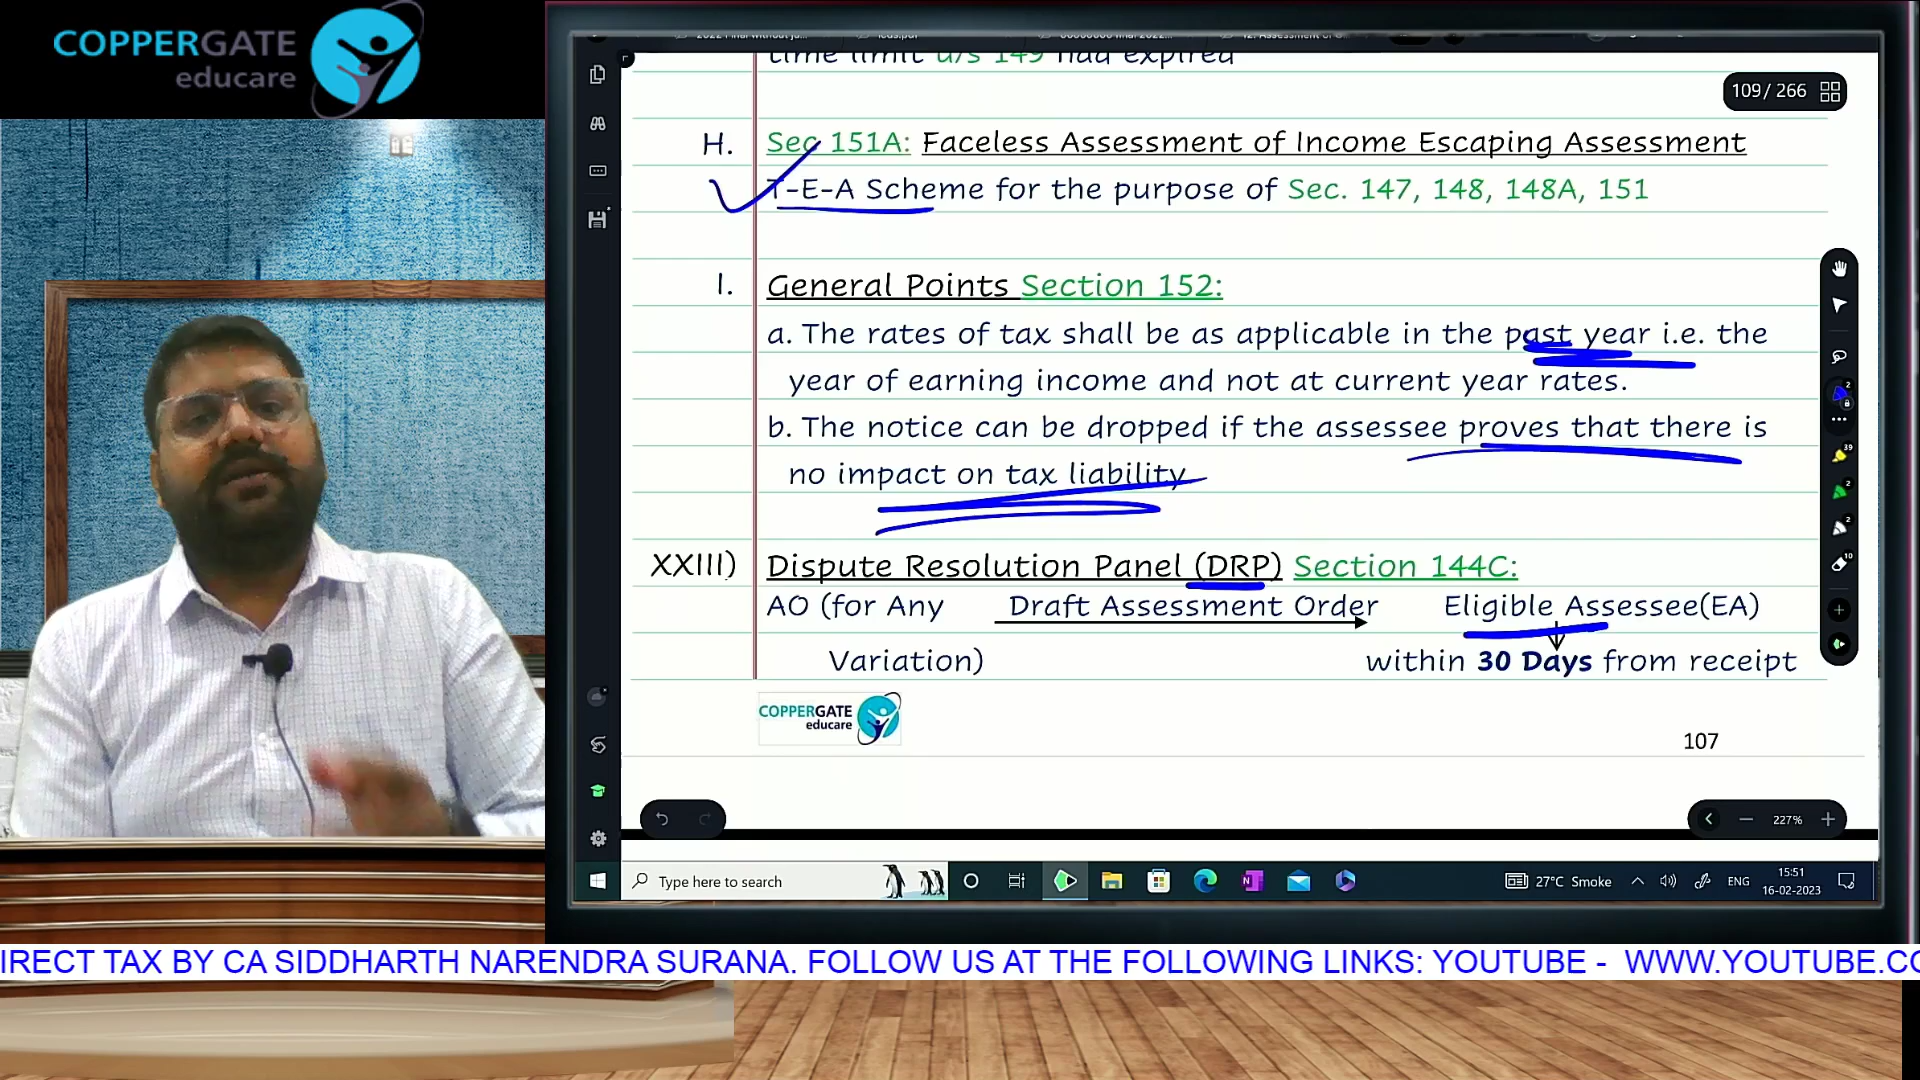 COPPERGATE
educare
time limit u/s 149 had expired
109/ 266
H. Sec 151A: Faceless Assessment of Income Escaping Assessment
T-E-A Scheme for the purpose of Sec. 147, 148, 148A, 151
I. General Points Section 152:
a. The rates of tax shall be as applicable in the past year i.e. the
year of earning income and not at current year rates.
b. The notice can be dropped if the assessee proves that there is
no impact on tax liability
XXIII) Dispute Resolution Panel (DRP) Section 144C:
AO (for Any Draft Assessment Order Eligible Assessee(EA)
Variation) within 30 Days from receipt
COPPERGATE
educare
107
227%
Type here to search
27°C Smoke
ENG
15:51
16-02-2023
IRECT TAX BY CA SIDDHARTH NARENDRA SURANA. FOLLOW US AT THE FOLLOWING LINKS: YOUTUBE - WWW.YOUTUBE.CO